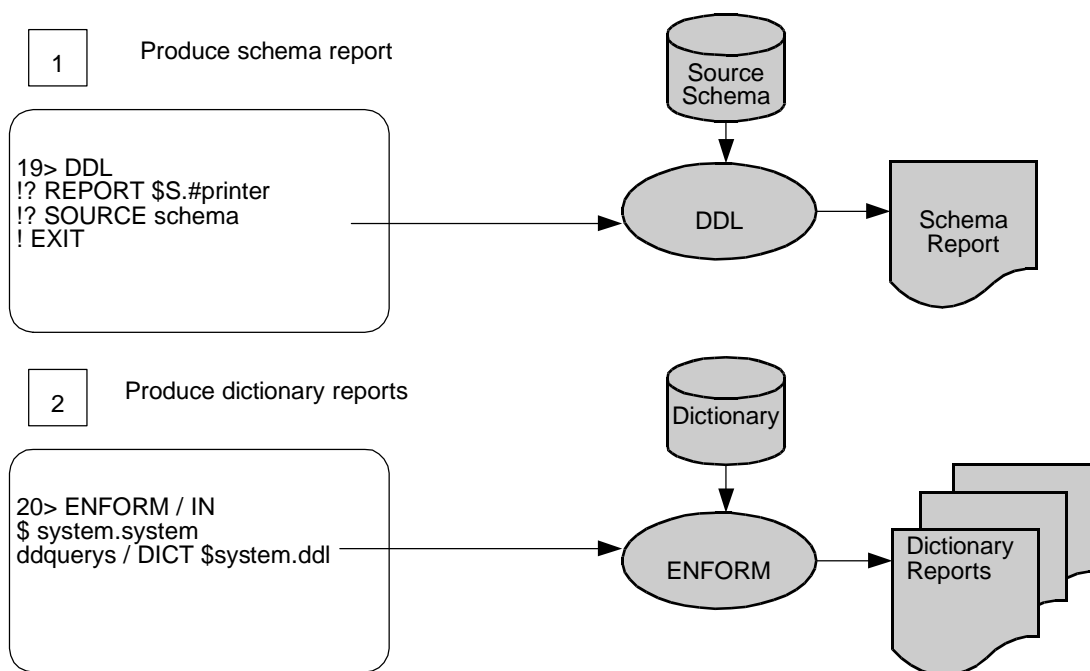 1
Produce schema report
19> DDL
!? REPORT $S.#printer
!? SOURCE schema
! EXIT
Source
Schema
DDL
Schema
Report
2
Produce dictionary reports
20> ENFORM / IN
$ system.system
ddquerys / DICT $system.ddl
Dictionary
ENFORM
Dictionary
Reports